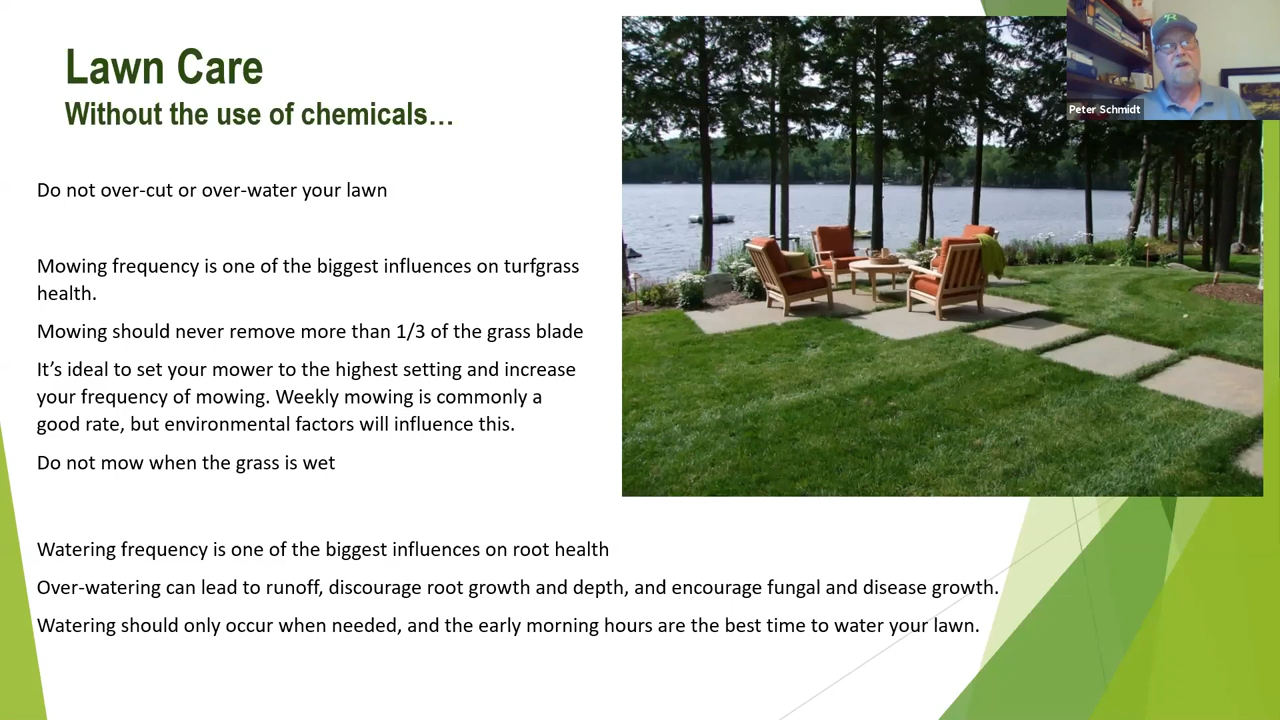 Lawn Care
Without the use of chemicals…
Peter Schmidt
Do not over-cut or over-water your lawn
Mowing frequency is one of the biggest influences on turfgrass
health.
Mowing should never remove more than 1/3 of the grass blade
It’s ideal to set your mower to the highest setting and increase
your frequency of mowing. Weekly mowing is commonly a
good rate, but environmental factors will influence this.
Do not mow when the grass is wet
Watering frequency is one of the biggest influences on root health
Over-watering can lead to runoff, discourage root growth and depth, and encourage fungal and disease growth.
Watering should only occur when needed, and the early morning hours are the best time to water your lawn.